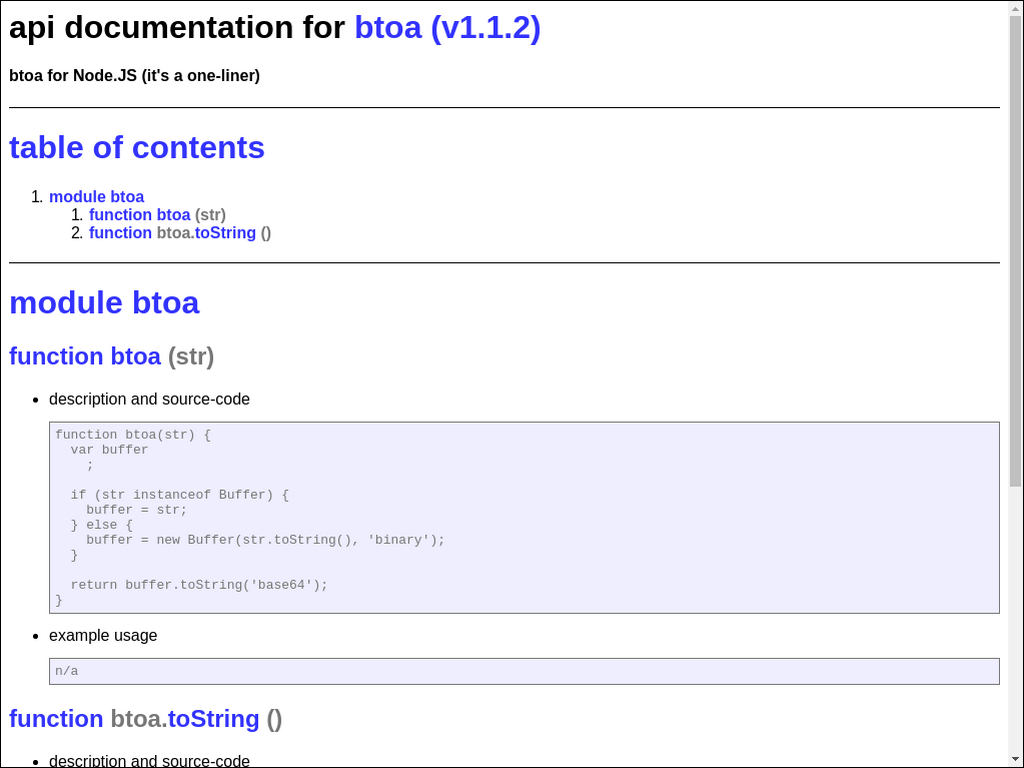 api documentation for btoa (v1.1.2)
btoa for Node.JS (it's a one-liner)
table of contents
1. module btoa
1. function btoa (str)
2. function btoa.toString ()
module btoa
function btoa (str)
• description and source-code
function btoa(str) {
  var buffer
    ;

  if (str instanceof Buffer) {
    buffer = str;
  } else {
    buffer = new Buffer(str.toString(), 'binary');
  }

  return buffer.toString('base64');
}
• example usage
n/a
function btoa.toString ()
• description and source-code